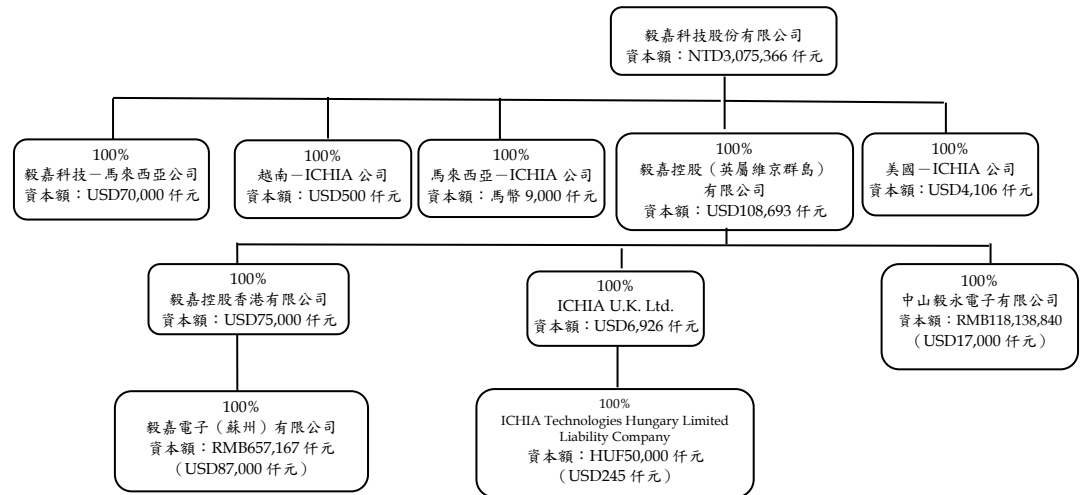 毅嘉科技股份有限公司
資本額：NTD3,075,366 仟元
100%
毅嘉科技－馬來西亞公司
資本額：USD70,000 仟元
100%
越南－ICHIA 公司
資本額：USD500 仟元
100%
馬來西亞－ICHIA 公司
資本額：馬幣 9,000 仟元
100%
毅嘉控股（英屬維京群島）
有限公司
資本額：USD108,693 仟元
100%
美國－ICHIA 公司
資本額：USD4,106 仟元
100%
毅嘉控股香港有限公司
資本額：USD75,000 仟元
100%
ICHIA U.K. Ltd.
資本額：USD6,926 仟元
100%
中山毅永電子有限公司
資本額：RMB118,138,840
（USD17,000 仟元）
100%
毅嘉電子（蘇州）有限公司
資本額：RMB657,167 仟元
（USD87,000 仟元）
100%
ICHIA Technologies Hungary Limited
Liability Company
資本額：HUF50,000 仟元
（USD245 仟元）